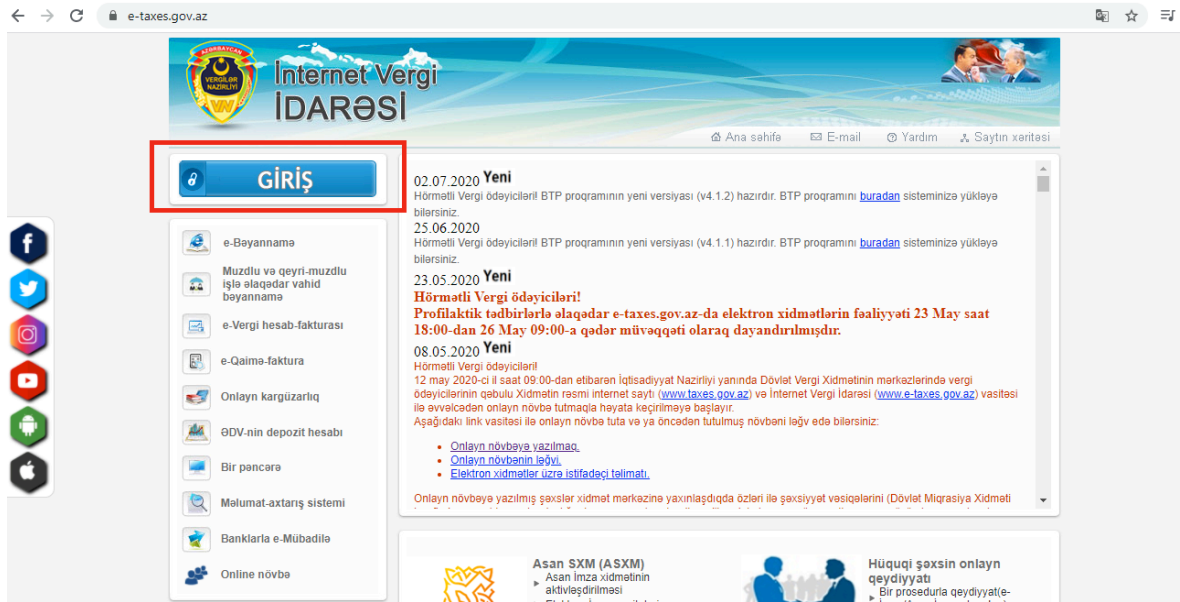 e-taxes.gov.az
AZƏRBAYCAN
VERGİLƏR
NAZİRLİYİ
VN
İnternet Vergi
İDARƏSİ
Ana səhifə E-mail Yardım Saytın xəritəsi
GİRİŞ
e-Bəyannamə
Muzdlu və qeyri-muzdlu
işlə əlaqədar vahid
bəyannamə
e-Vergi hesab-fakturası
e-Qaimə-faktura
Onlayn kargüzarlıq
ƏDV-nin depozit hesabı
Bir pəncərə
Məlumat-axtarış sistemi
Banklarla e-Mübadilə
Online növbə
02.07.2020 Yeni
Hörmətli Vergi ödəyiciləri! BTP proqramının yeni versiyası (v4.1.2) hazırdır. BTP proqramını buradan sisteminizə yükləyə
bilərsiniz.
25.06.2020
Hörmətli Vergi ödəyiciləri! BTP proqramının yeni versiyası (v4.1.1) hazırdır. BTP proqramını buradan sisteminizə yükləyə
bilərsiniz.
23.05.2020 Yeni
Hörmətli Vergi ödəyiciləri!
Profilaktik tədbirlərlə əlaqədar e-taxes.gov.az-da elektron xidmətlərin fəaliyyəti 23 May saat
18:00-dan 26 May 09:00-a qədər müvəqqəti olaraq dayandırılmışdır.
08.05.2020 Yeni
Hörmətli Vergi ödəyiciləri!
12 may 2020-ci il saat 09:00-dan etibarən İqtisadiyyat Nazirliyi yanında Dövlət Vergi Xidmətinin mərkəzlərində vergi
ödəyicilərinin qəbulu Xidmətin rəsmi internet saytı (www.taxes.gov.az) və İnternet Vergi İdarəsi (www.e-taxes.gov.az) vasitəsi
ilə əvvəlcədən onlayn növbə tutmaqla həyata keçirilməyə başlayır.
Aşağıdakı link vasitəsi ilə onlayn növbə tuta və ya öncədən tutulmuş növbəni ləğv edə bilərsiniz:
Onlayn növbəyə yazılmaq.
Onlayn növbənin ləğvi.
Elektron xidmətlər üzrə istifadəçi təlimatı.
Onlayn növbəyə yazılmış şəxslər xidmət mərkəzinə yaxınlaşdıqda özləri ilə şəxsiyyət vəsiqələrini (Dövlət Miqrasiya Xidməti
Asan SXM (ASXM)
Asan İmza xidmətinin
aktivləşdirilməsi
Hüquqi şəxsin onlayn
qeydiyyatı
Bir prosedurla qeydiyyat(e-